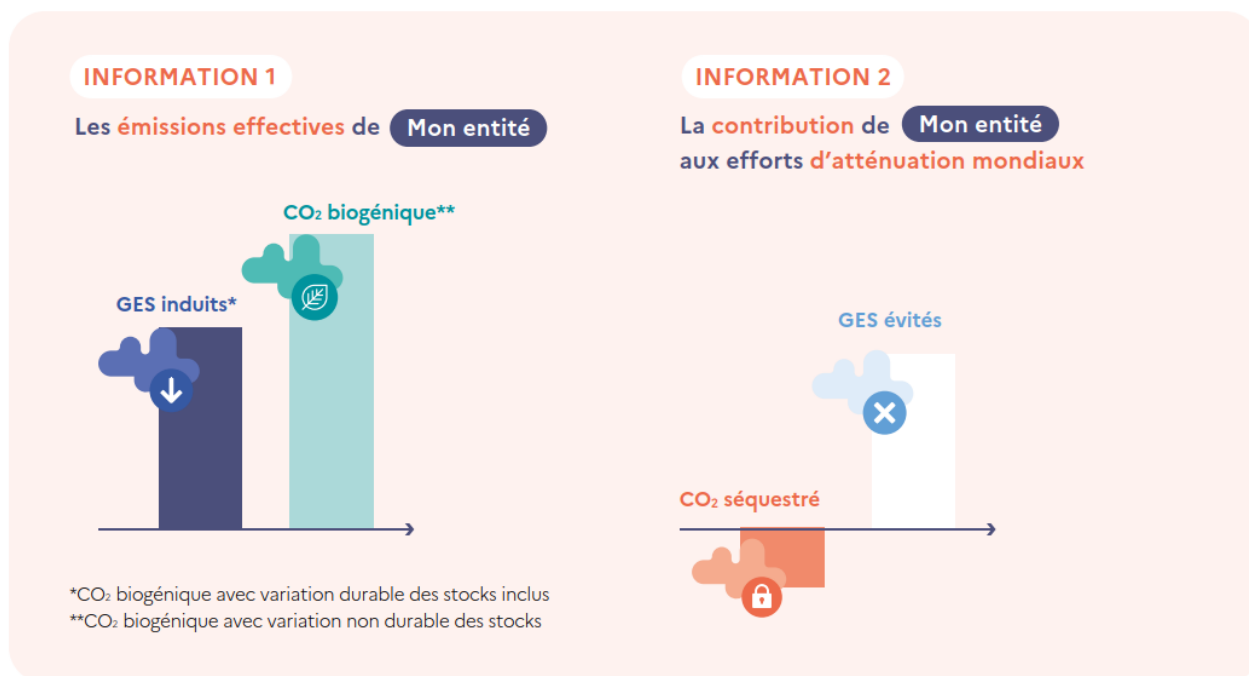 INFORMATION 1
Les émissions effectives de Mon entité
CO₂ biogénique**
GES induits*
*CO₂ biogénique avec variation durable des stocks inclus
**CO₂ biogénique avec variation non durable des stocks
INFORMATION 2
La contribution de Mon entité
aux efforts d’atténuation mondiaux
GES évités
CO₂ séquestré